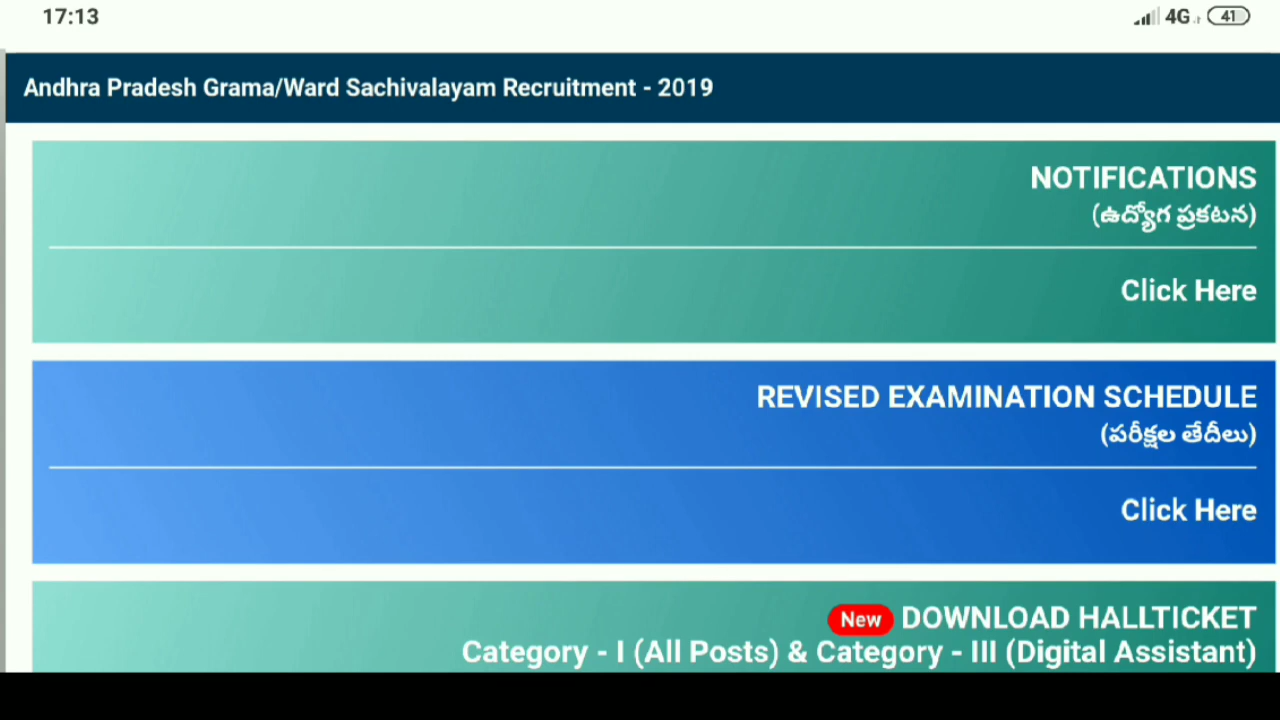 17:13
4G 41
Andhra Pradesh Grama/Ward Sachivalayam Recruitment - 2019
NOTIFICATIONS
(ఉద్యోగ ప్రకటన)
Click Here
REVISED EXAMINATION SCHEDULE
(పరీక్షల తేదీలు)
Click Here
New DOWNLOAD HALLTICKET
Category - I (All Posts) & Category - III (Digital Assistant)